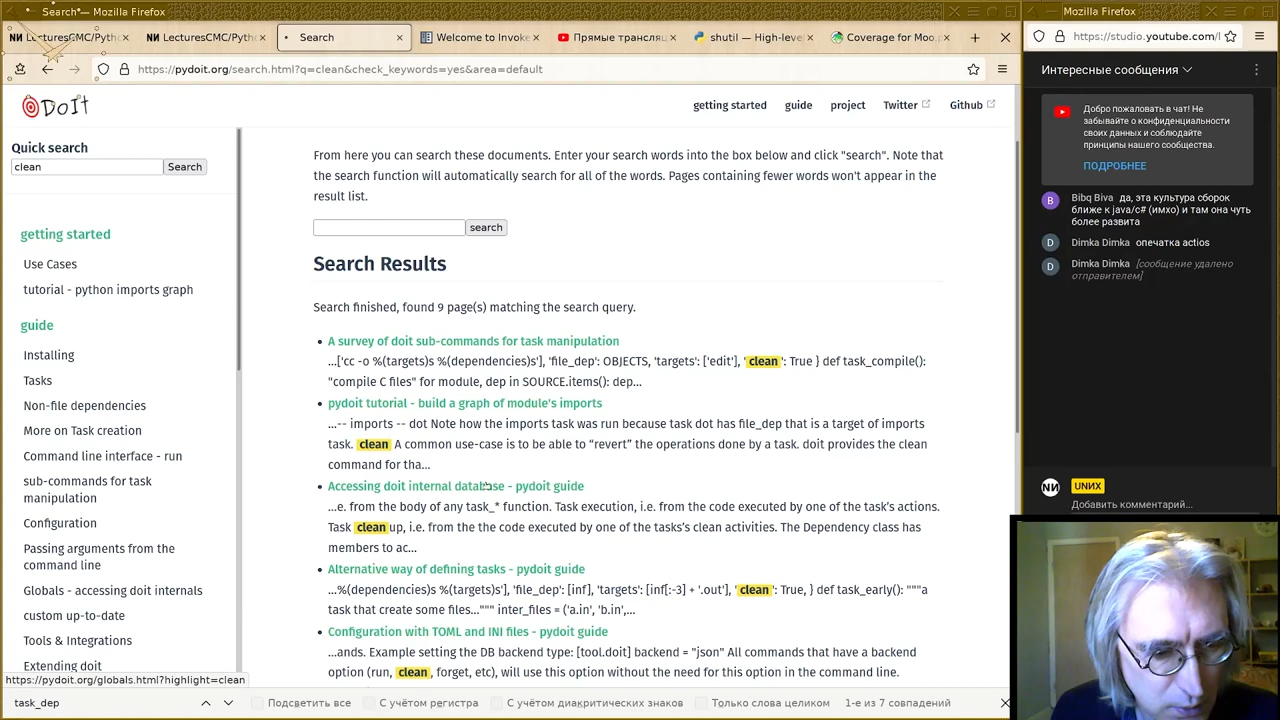 Search — Mozilla Firefox
Mozilla Firefox
ИИ LecturesCMC/Pytho
ИИ LecturesCMC/Pytho
Search
Welcome to Invoke
Прямые трансляц
shutil — High-level
Coverage for Moo.p
https://pydoit.org/search.html?q=clean&check_keywords=yes&area=default
https://studio.youtube.com/l
DoIt
getting started guide project Twitter Github
Quick search
clean Search
getting started
Use Cases
tutorial - python imports graph
guide
Installing
Tasks
Non-file dependencies
More on Task creation
Command line interface - run
sub-commands for task
manipulation
Configuration
Passing arguments from the
command line
Globals - accessing doit internals
custom up-to-date
Tools & Integrations
Extending doit
https://pydoit.org/globals.html?highlight=clean
From here you can search these documents. Enter your search words into the box below and click "search". Note that
the search function will automatically search for all of the words. Pages containing fewer words won't appear in the
result list.
search
Search Results
Search finished, found 9 page(s) matching the search query.
A survey of doit sub-commands for task manipulation
...['cc -o %(targets)s %(dependencies)s'], 'file_dep': OBJECTS, 'targets': ['edit'], 'clean': True } def task_compile():
"compile C files" for module, dep in SOURCE.items(): dep...
pydoit tutorial - build a graph of module's imports
...-- imports -- dot Note how the imports task was run because task dot has file_dep that is a target of imports
task. clean A common use-case is to be able to “revert” the operations done by a task. doit provides the clean
command for tha...
Accessing doit internal database - pydoit guide
...e. from the body of any task_* function. Task execution, i.e. from the code executed by one of the task’s actions.
Task cleanup, i.e. from the the code executed by one of the tasks’s clean activities. The Dependency class has
members to ac...
Alternative way of defining tasks - pydoit guide
...%(dependencies)s %(targets)s'], 'file_dep': [inf], 'targets': [inf[:-3] + '.out'], 'clean': True, } def task_early(): """a
task that create some files...""" inter_files = ('a.in', 'b.in',...
Configuration with TOML and INI files - pydoit guide
...ands. Example setting the DB backend type: [tool.doit] backend = "json" All commands that have a backend
option (run, clean, forget, etc), will use this option without the need for this option in the command line.
task_dep
Подсветить все
С учётом регистра
С учётом диакритических знаков
Только слова целиком
1-е из 7 совпадений
Интересные сообщения
Добро пожаловать в чат! Не
забывайте о конфиденциальности
своих данных и соблюдайте
принципы нашего сообщества.
ПОДРОБНЕЕ
B
Bibq Biva да, эта культура сборок
ближе к java/c# (имхо) и там она чуть
более развита
D
Dimka Dimka опечатка actios
D
Dimka Dimka [сообщение удалено
отправителем]
ИИ
UNИX
Добавить комментарий...